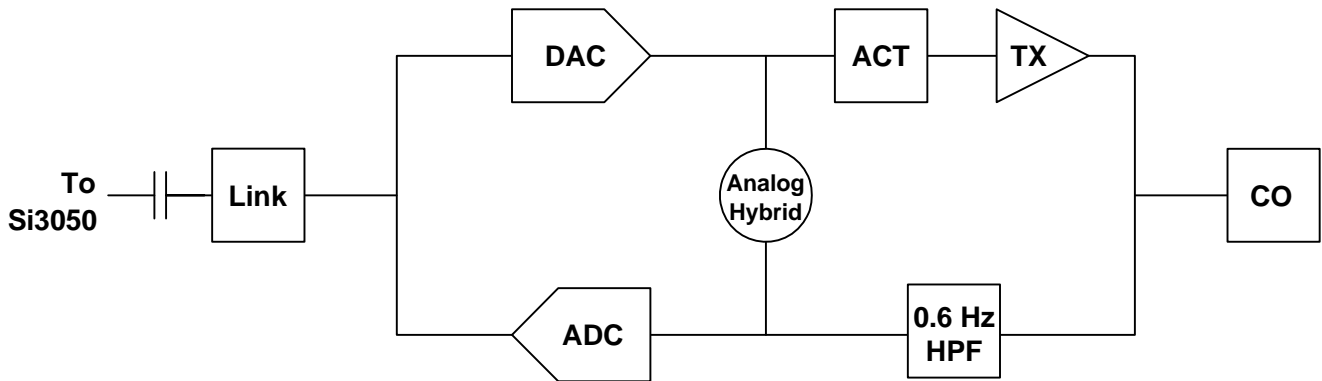 DAC
ACT
TX
To
Si3050
Link
Analog
Hybrid
CO
ADC
0.6 Hz
HPF